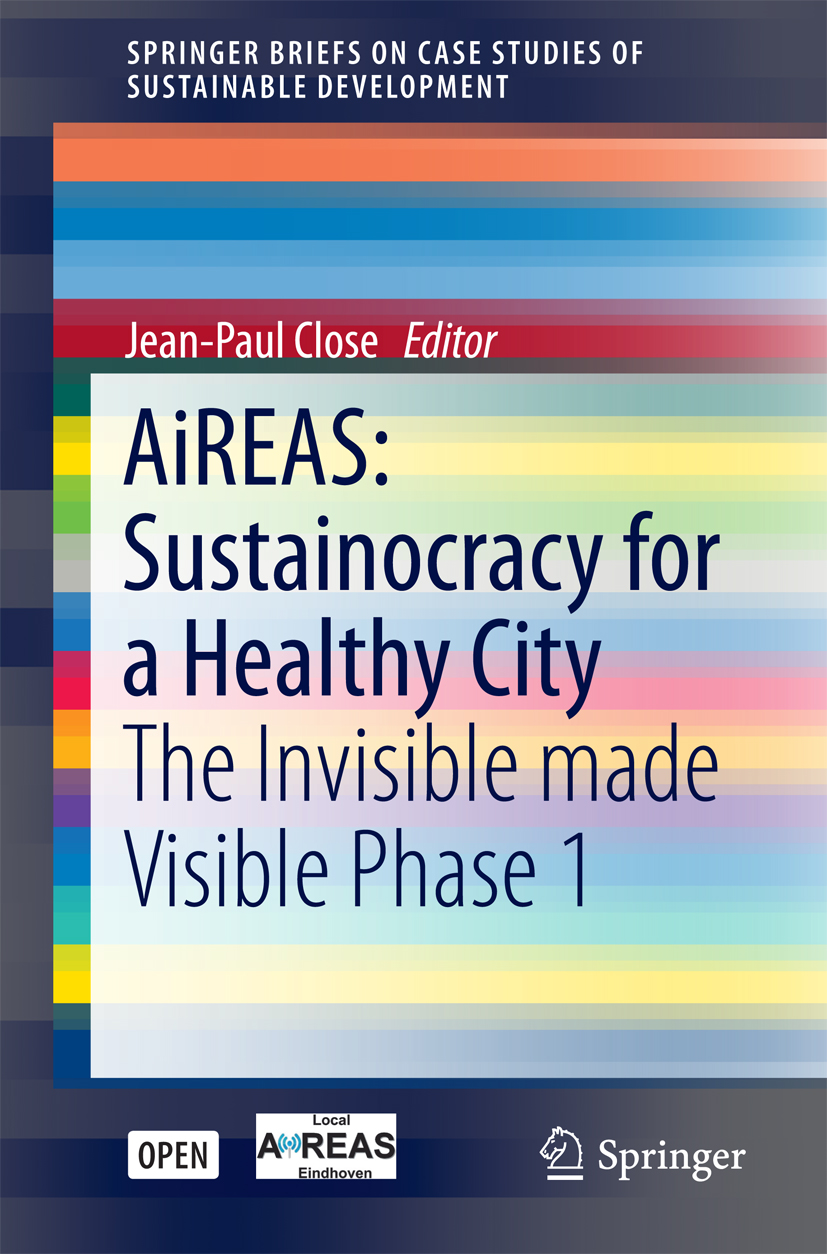 SPRINGER BRIEFS ON CASE STUDIES OF
SUSTAINABLE DEVELOPMENT
Jean-Paul Close Editor
AiREAS:
Sustainocracy for
a Healthy City
The Invisible made
Visible Phase 1
OPEN
Local
AiREAS
Eindhoven
Springer